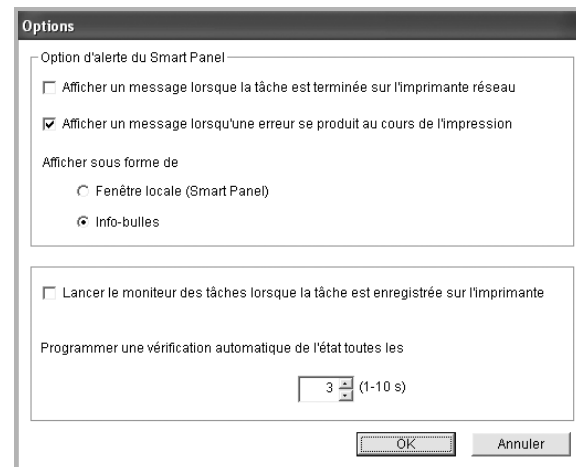 Options
Option d'alerte du Smart Panel
Afficher un message lorsque la tâche est terminée sur l'imprimante réseau
Afficher un message lorsqu'une erreur se produit au cours de l'impression
Afficher sous forme de
Fenêtre locale (Smart Panel)
Info-bulles
Lancer le moniteur des tâches lorsque la tâche est enregistrée sur l'imprimante
Programmer une vérification automatique de l'état toutes les
3 (1-10 s)
OK Annuler